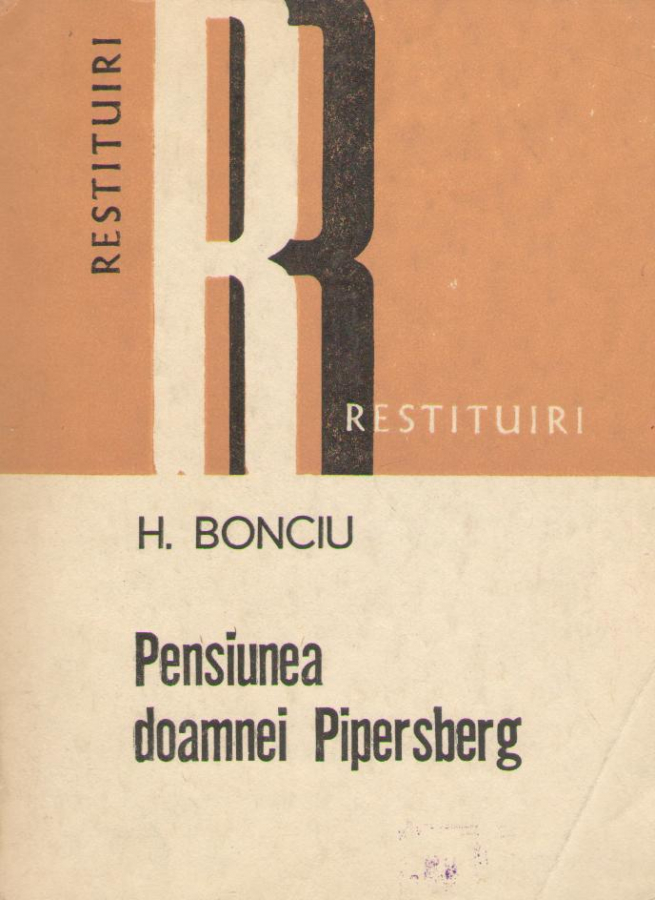 RESTITUIRI
R
RESTITUIRI
H. BONCIU
Pensiunea
doamnei Pipersberg